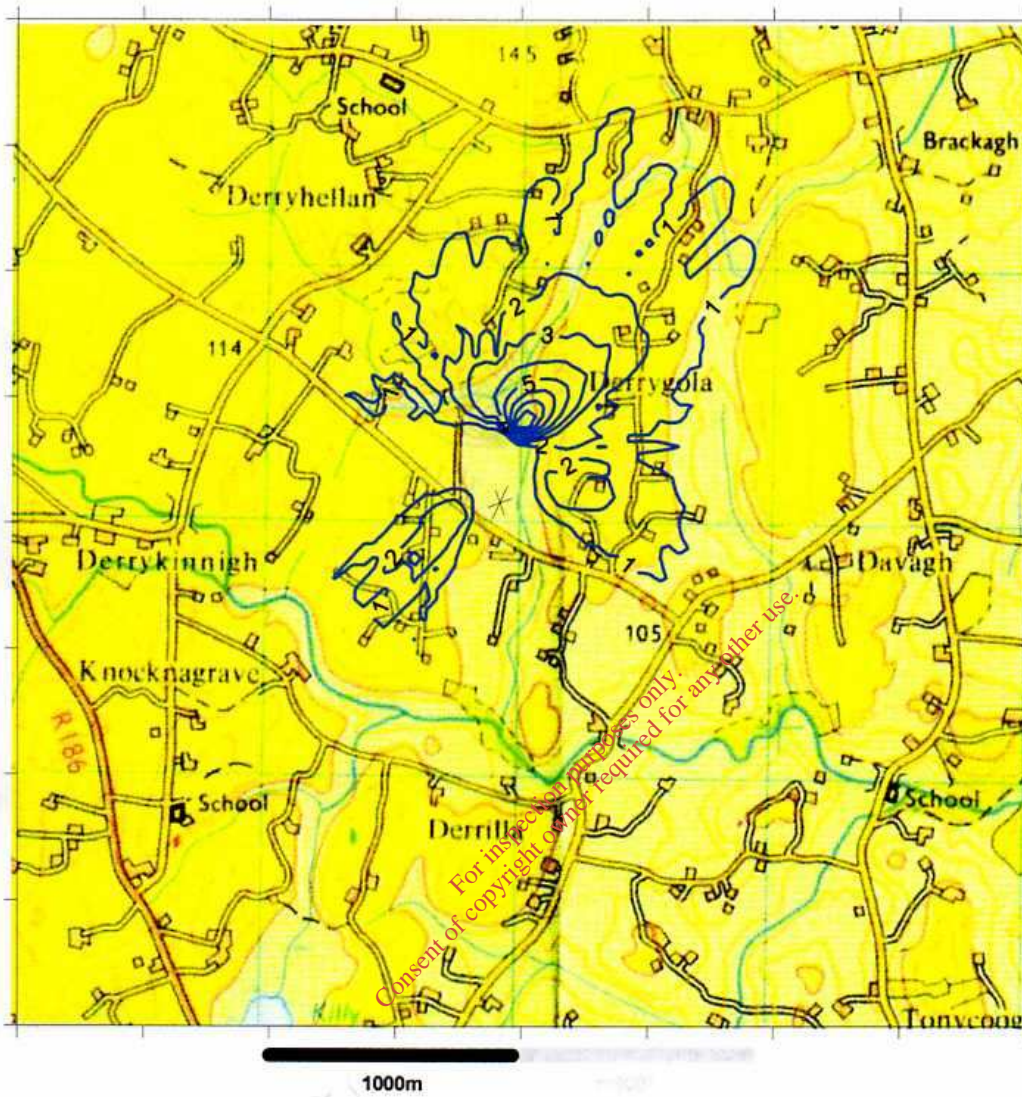 145
School
Brackagh
Derryhellan
1
1
2
1
1
3
114
5
Derrygola
2
2
1
Derrykinnigh
Davagh
1
105
Knocknagrave
R186
School
School
For inspection purposes only.
Consent of copyright owner required for any other use.
Killy
1000m